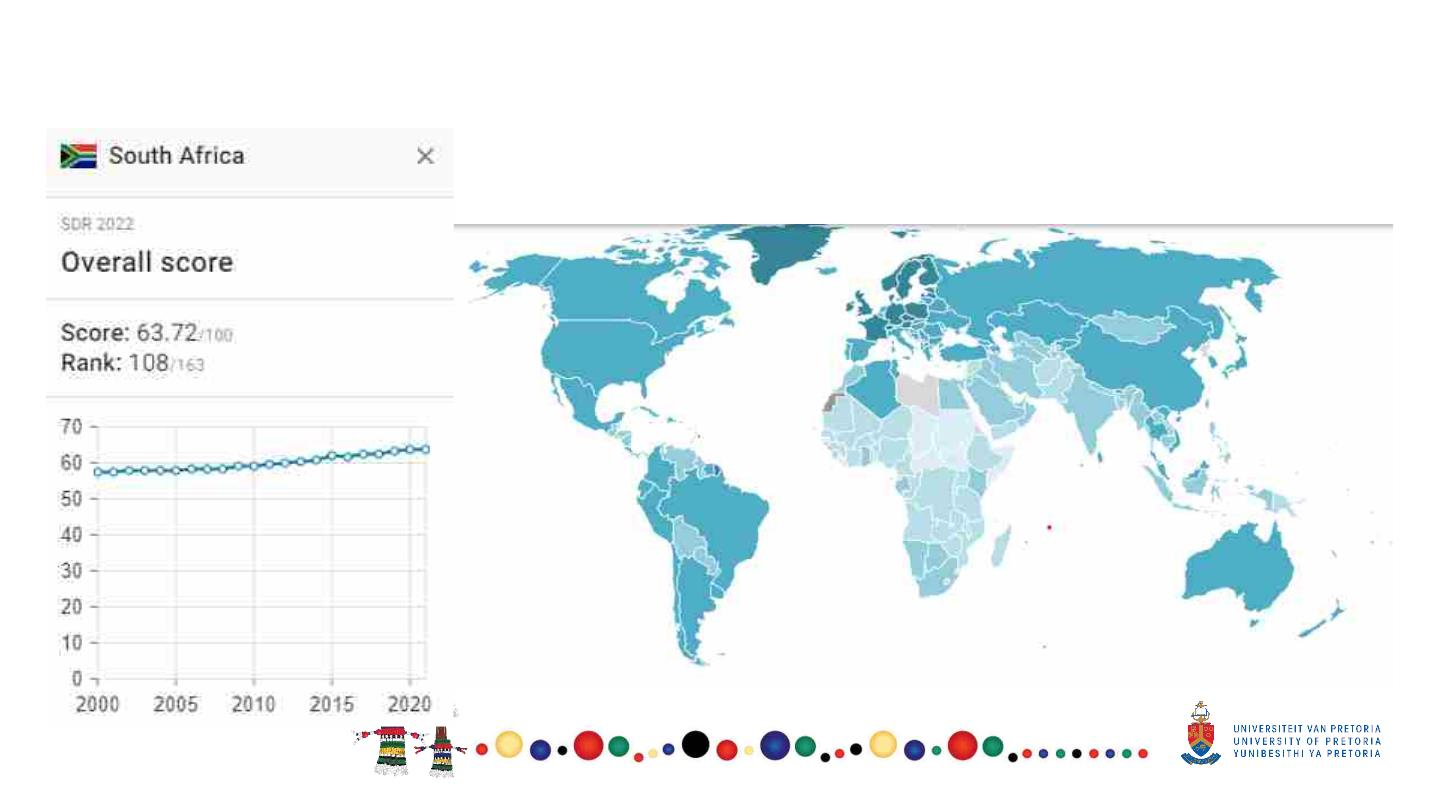 South Africa
SDR 2022
Overall score
Score: 63.72/100
Rank: 108/163
70
60
50
40
30
20
10
0
2000 2005 2010 2015 2020
UNIVERSITEIT VAN PRETORIA
UNIVERSITY OF PRETORIA
YUNIBESITHI YA PRETORIA